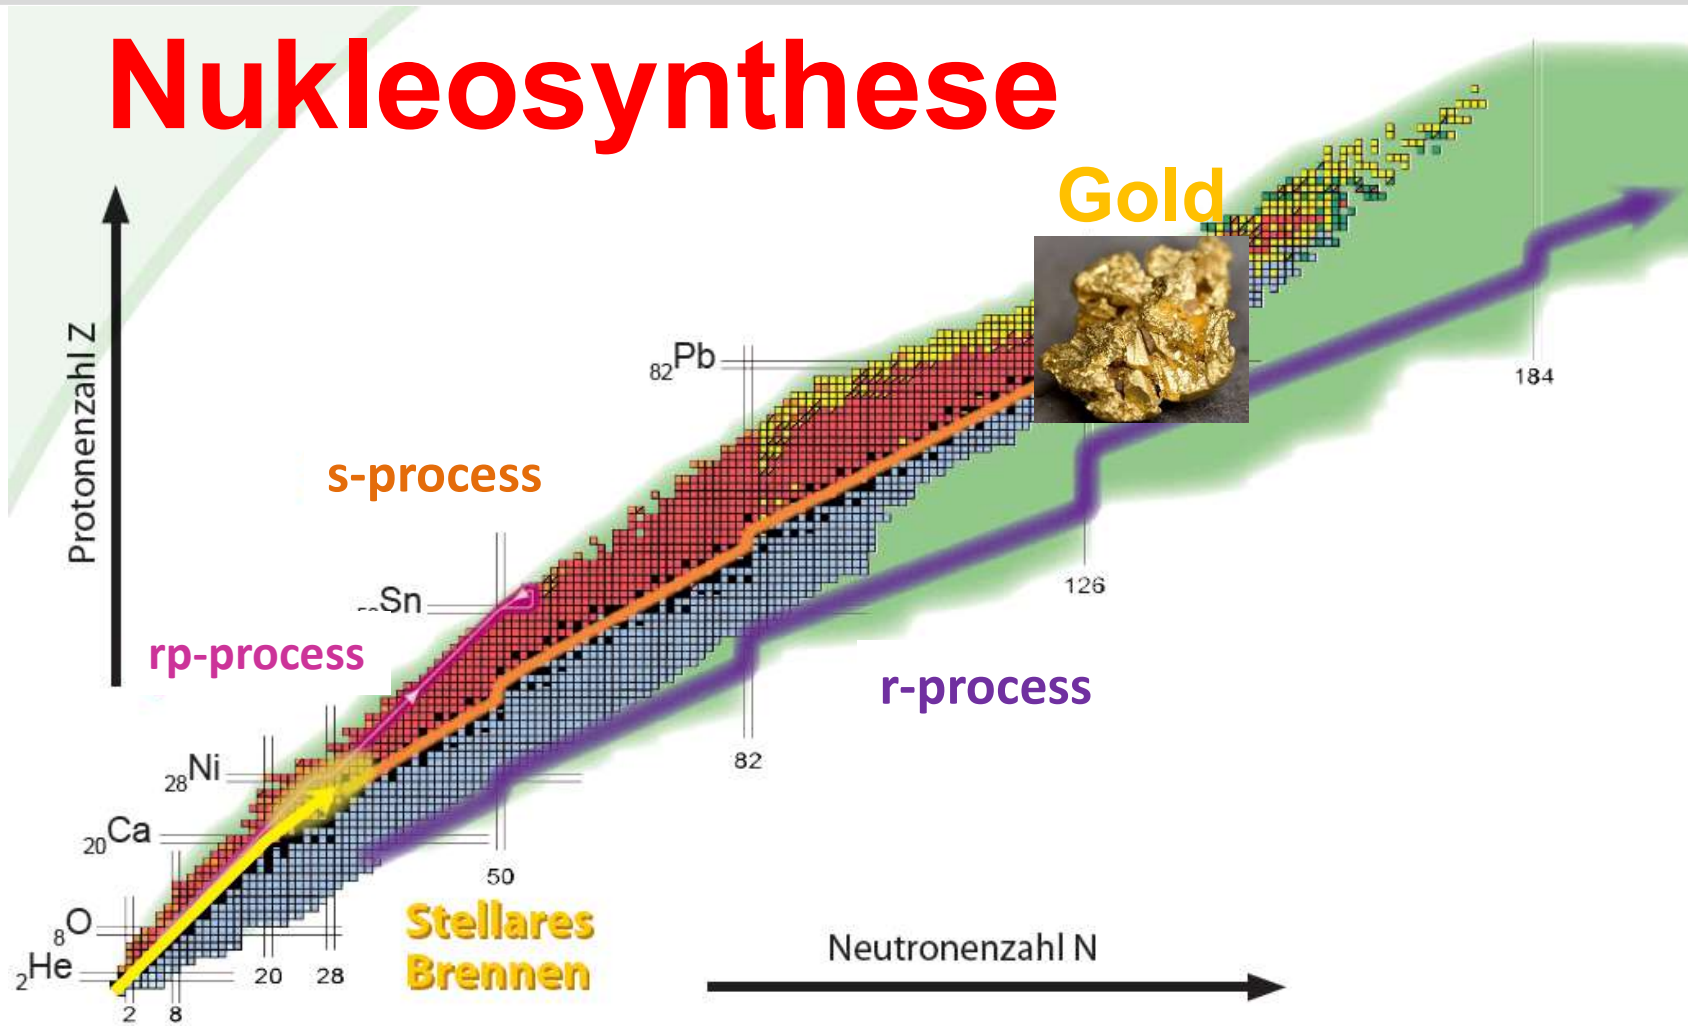 Nukleosynthese
Gold
Protonenzahl Z
82Pb
184
s-process
126
Sn
rp-process
r-process
82
28Ni
20Ca
50
Stellares
Brennen
8O
Neutronenzahl N
2He
20
28
2
8